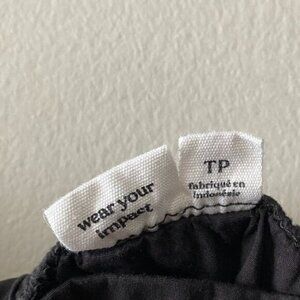 wear your
impact
TP
fabriqué en
Indonésie